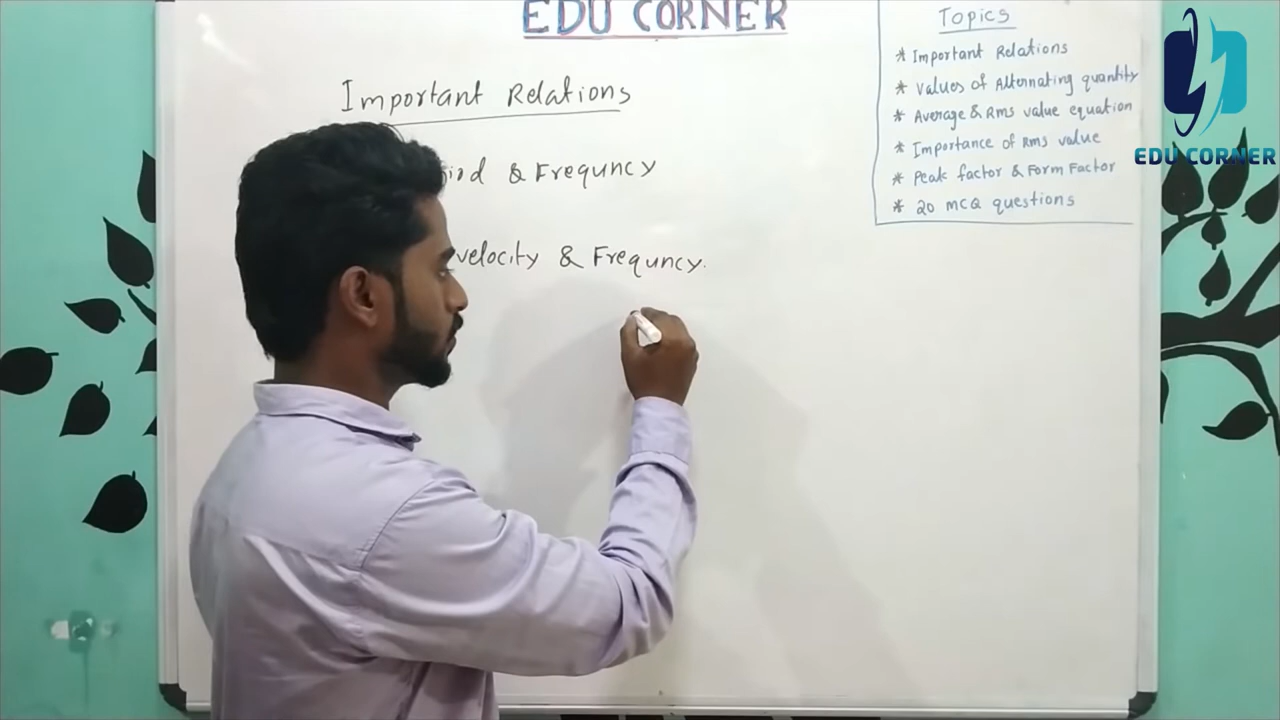 EDU CORNER
Important Relations
& Frequncy
velocity & Frequncy.
Topics
* Important Relations
* Values of Alternating quantity
* Average & Rms value equation
* Importance of Rms value
* Peak factor & Form Factor
* 20 MCQ questions
EDU CORNER